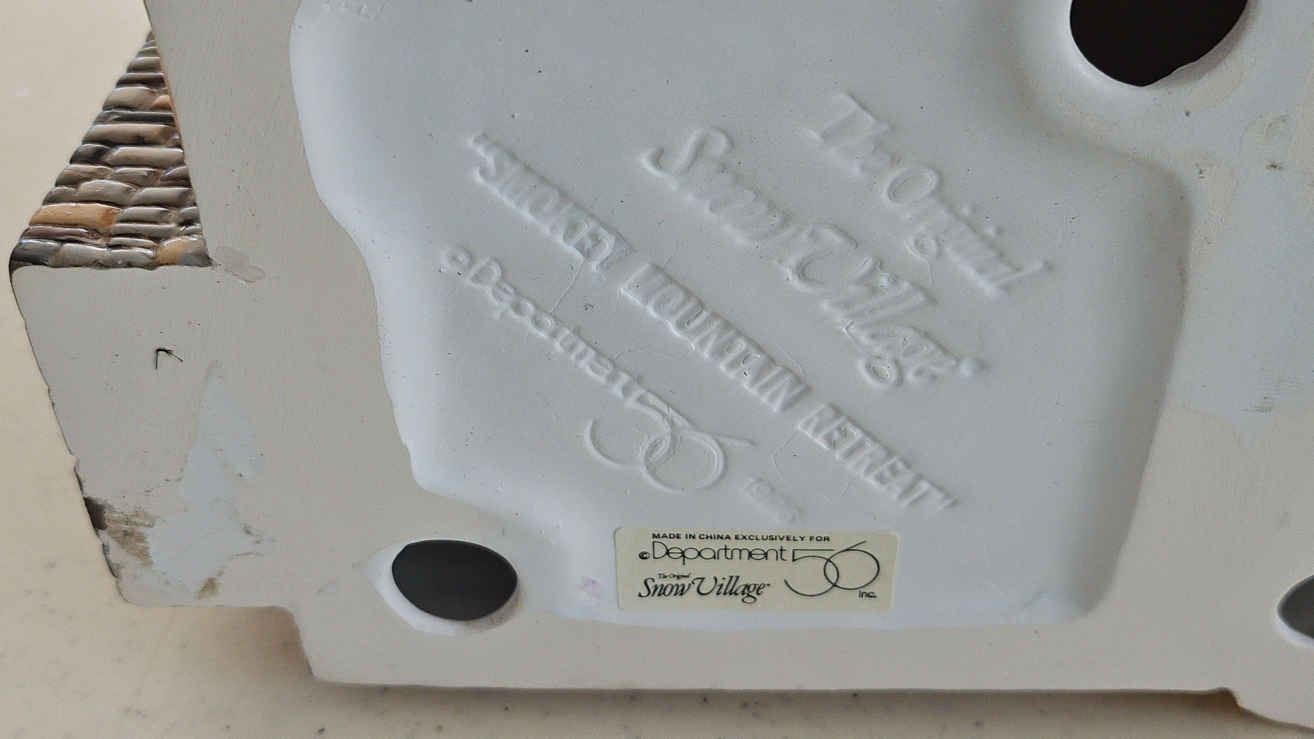 The Original
Snow Village®
"SMOKEY MOUNTAIN RETREAT"
©Department 56
MADE IN CHINA EXCLUSIVELY FOR
©Department 56
Inc.
The Original
Snow Village™